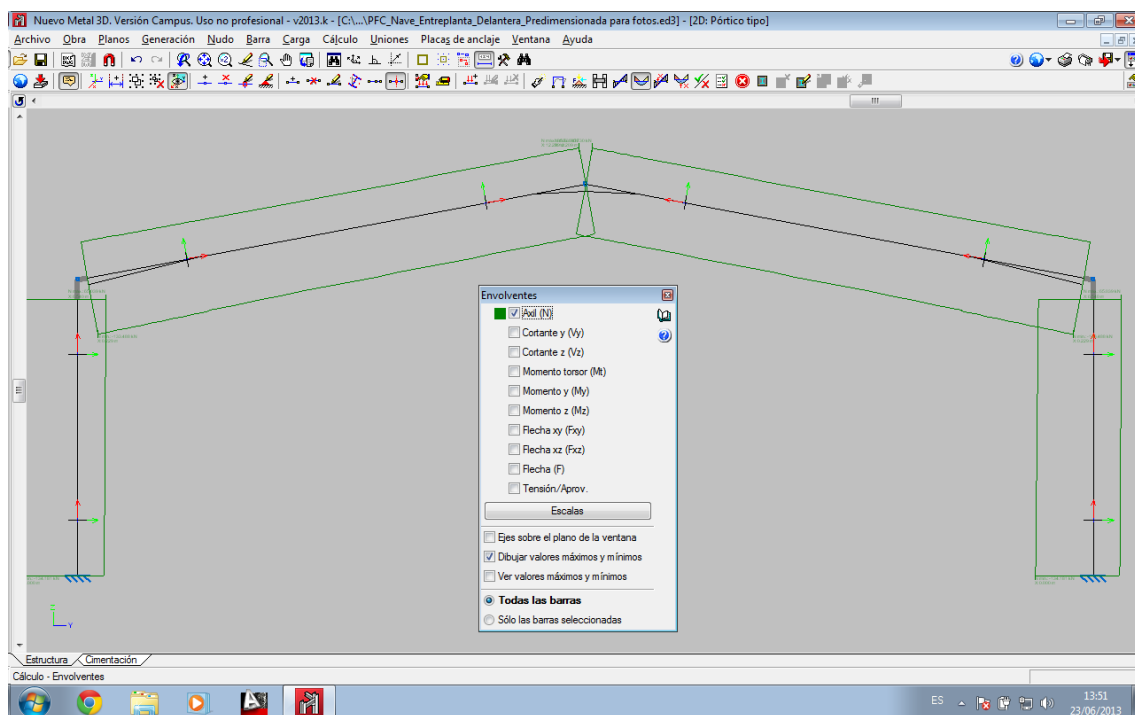 Nuevo Metal 3D. Versión Campus. Uso no profesional - v2013.k - [C:\...\PFC_Nave_Entreplanta_Delantera_Predimensionada para fotos.ed3] - [2D: Pórtico tipo]
Archivo Obra Planos Generación Nudo Barra Carga Cálculo Uniones Placas de anclaje Ventana Ayuda
Envolventes
Axil (N)
Cortante y (Vy)
Cortante z (Vz)
Momento torsor (Mt)
Momento y (My)
Momento z (Mz)
Flecha xy (Fxy)
Flecha xz (Fxz)
Flecha (F)
Tensión/Aprov.
Escalas
Ejes sobre el plano de la ventana
Dibujar valores máximos y mínimos
Ver valores máximos y mínimos
Todas las barras
Sólo las barras seleccionadas
Z
Y
Estructura Cimentación
Cálculo - Envolventes
ES
13:51
23/06/2013